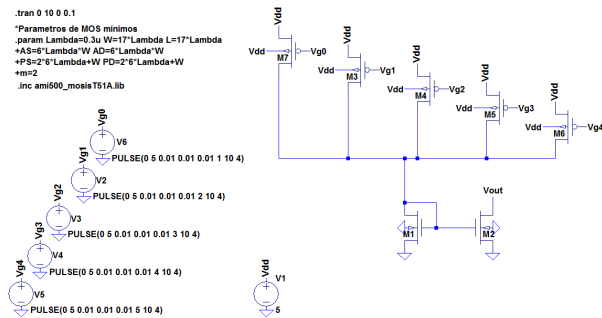 .tran 0 10 0 0.1
*Parametros de MOS mínimos
.param Lambda=0.3u W=17*Lambda L=17*Lambda
+AS=6*Lambda*W AD=6*Lambda*W
+PS=2*6*Lambda+W PD=2*6*Lambda+W
+m=2
.inc ami500_mosisT51A.lib
Vdd
Vdd
Vg0
M7
Vdd
Vdd
Vg1
M3
Vdd
Vdd
Vg2
M4
Vdd
Vdd
Vg3
M5
Vdd
Vdd
Vg4
M6
Vg0
V6
PULSE(0 5 0.01 0.01 0.01 1 10 4)
Vg1
V2
PULSE(0 5 0.01 0.01 0.01 2 10 4)
Vg2
V3
PULSE(0 5 0.01 0.01 0.01 3 10 4)
Vg3
V4
PULSE(0 5 0.01 0.01 0.01 4 10 4)
Vg4
V5
PULSE(0 5 0.01 0.01 0.01 5 10 4)
Vout
M1
M2
Vdd
V1
5